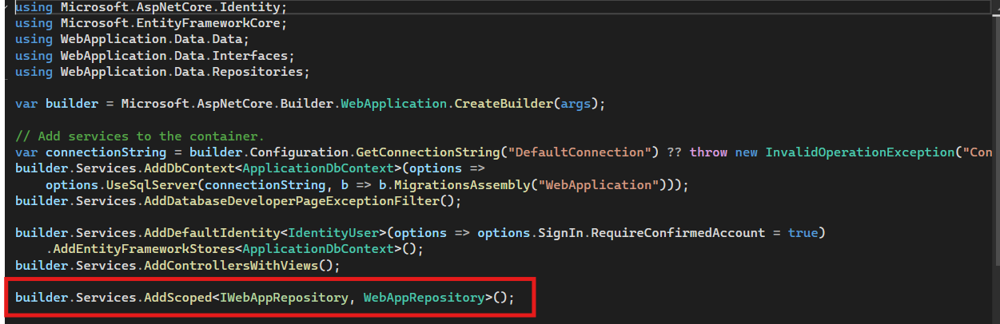 using Microsoft.AspNetCore.Identity;
using Microsoft.EntityFrameworkCore;
using WebApplication.Data.Data;
using WebApplication.Data.Interfaces;
using WebApplication.Data.Repositories;
var builder = Microsoft.AspNetCore.Builder.WebApplication.CreateBuilder(args);
// Add services to the container.
var connectionString = builder.Configuration.GetConnectionString("DefaultConnection") ?? throw new InvalidOperationException("Con
builder.Services.AddDbContext<ApplicationDbContext>(options =>
options.UseSqlServer(connectionString, b => b.MigrationsAssembly("WebApplication")));
builder.Services.AddDatabaseDeveloperPageExceptionFilter();
builder.Services.AddDefaultIdentity<IdentityUser>(options => options.SignIn.RequireConfirmedAccount = true)
.AddEntityFrameworkStores<ApplicationDbContext>();
builder.Services.AddControllersWithViews();
builder.Services.AddScoped<IWebAppRepository, WebAppRepository>();